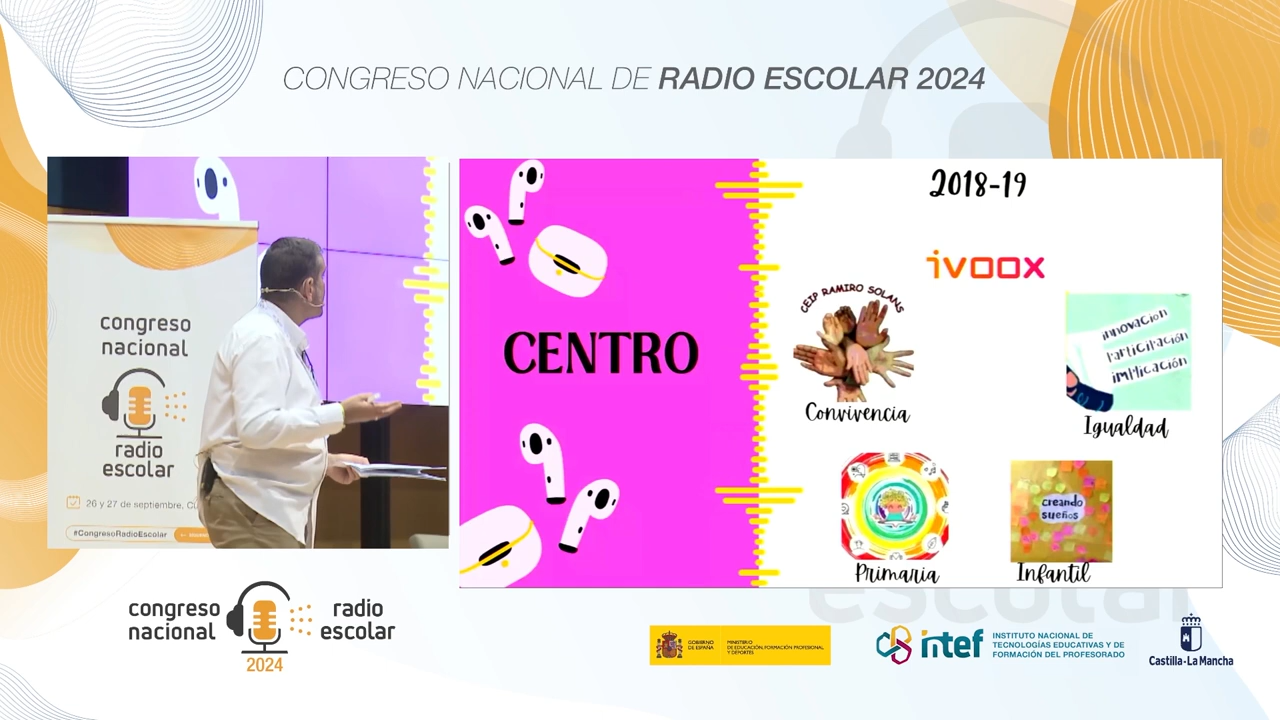 CONGRESO NACIONAL DE RADIO ESCOLAR 2024
congreso
nacional
radio
escolar
26 y 27 de septiembre, Cu
#CongresoRadioEscolar
CENTRO
2018-19
ivoox
CEIP RAMIRO SOLANS
Convivencia
innovación
Participación
implicación
Igualdad
Primaria
creando
sueños
Infantil
congreso
nacional
radio
escolar
2024
GOBIERNO
DE ESPAÑA
MINISTERIO
DE EDUCACIÓN, FORMACIÓN PROFESIONAL
Y DEPORTES
intef
INSTITUTO NACIONAL DE
TECNOLOGÍAS EDUCATIVAS Y DE
FORMACIÓN DEL PROFESORADO
Castilla-La Mancha
escolar